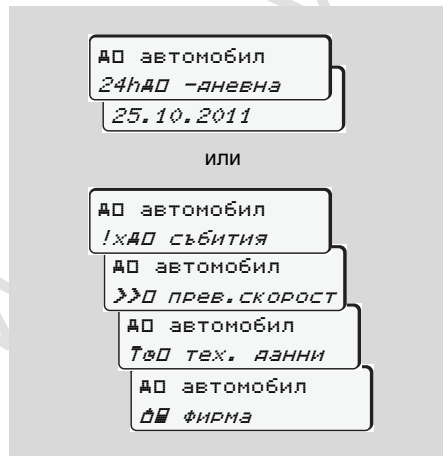 автомобил
24h -дневна
25.10.2011
или
автомобил
!x събития
автомобил
>> прев.скорост
автомобил
тех. данни
автомобил
фирма